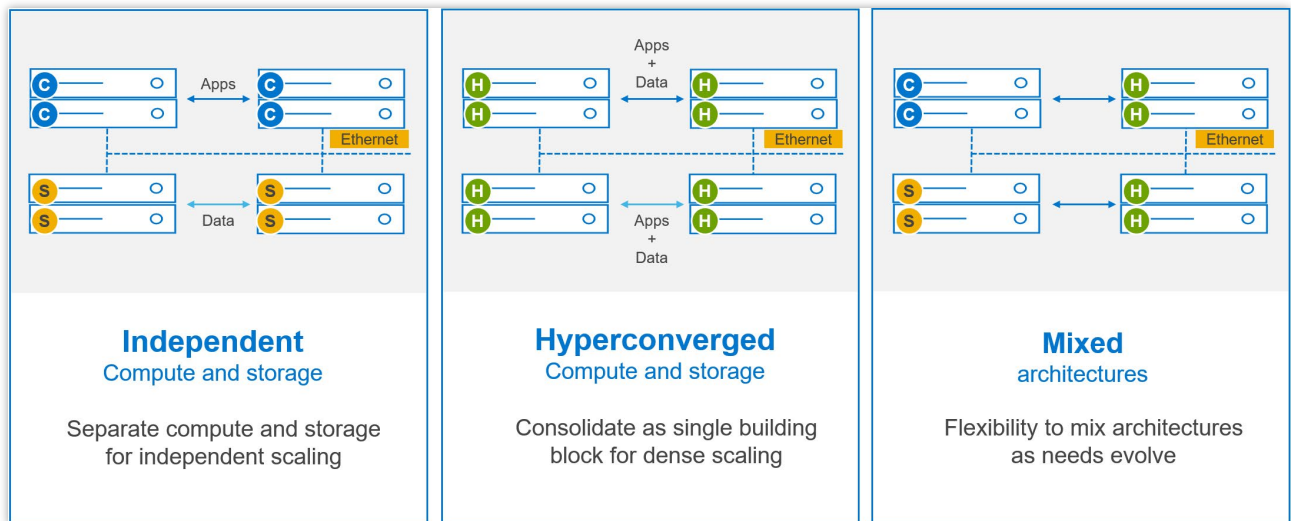 C
C
Apps
C
C
Ethernet
S
S
Data
S
S
Independent
Compute and storage
Separate compute and storage
for independent scaling
Apps
+
Data
H
H
H
H
Ethernet
H
H
Apps
+
Data
H
H
Hyperconverged
Compute and storage
Consolidate as single building
block for dense scaling
C
C
H
H
Ethernet
S
S
H
H
Mixed
architectures
Flexibility to mix architectures
as needs evolve